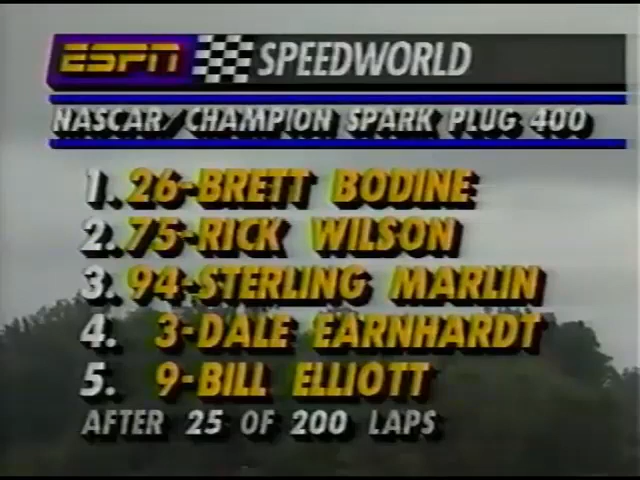 ESPN SPEEDWORLD
NASCAR/CHAMPION SPARK PLUG 400
1. 26-BRETT BODINE
2. 75-RICK WILSON
3. 94-STERLING MARLIN
4. 3-DALE EARNHARDT
5. 9-BILL ELLIOTT
AFTER 25 OF 200 LAPS